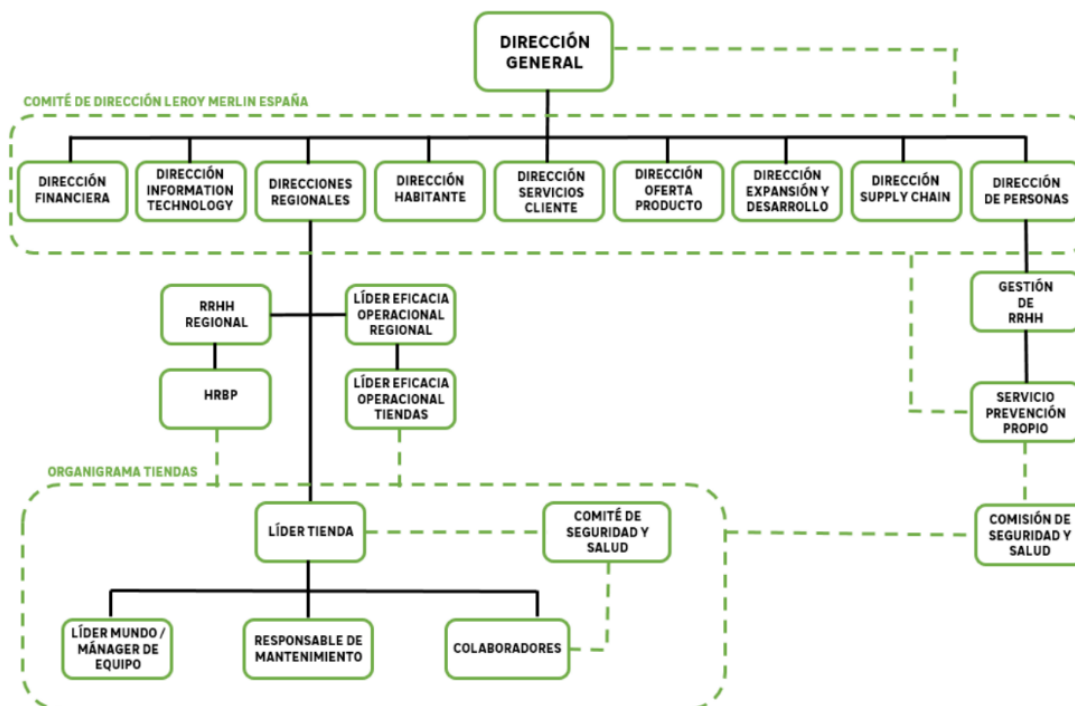 DIRECCIÓN
GENERAL
COMITÉ DE DIRECCIÓN LEROY MERLIN ESPAÑA
DIRECCIÓN
FINANCIERA
DIRECCIÓN
INFORMATION
TECHNOLOGY
DIRECCIONES
REGIONALES
DIRECCIÓN
HABITANTE
DIRECCIÓN
SERVICIOS
CLIENTE
DIRECCIÓN
OFERTA
PRODUCTO
DIRECCIÓN
EXPANSIÓN Y
DESARROLLO
DIRECCIÓN
SUPPLY CHAIN
DIRECCIÓN
DE PERSONAS
RRHH
REGIONAL
LÍDER EFICACIA
OPERACIONAL
REGIONAL
GESTIÓN
DE
RRHH
HRBP
LÍDER EFICACIA
OPERACIONAL
TIENDAS
SERVICIO
PREVENCIÓN
PROPIO
ORGANIGRAMA TIENDAS
LÍDER TIENDA
COMITÉ DE
SEGURIDAD Y
SALUD
COMISIÓN DE
SEGURIDAD Y
SALUD
LÍDER MUNDO /
MÁNAGER DE
EQUIPO
RESPONSABLE DE
MANTENIMIENTO
COLABORADORES